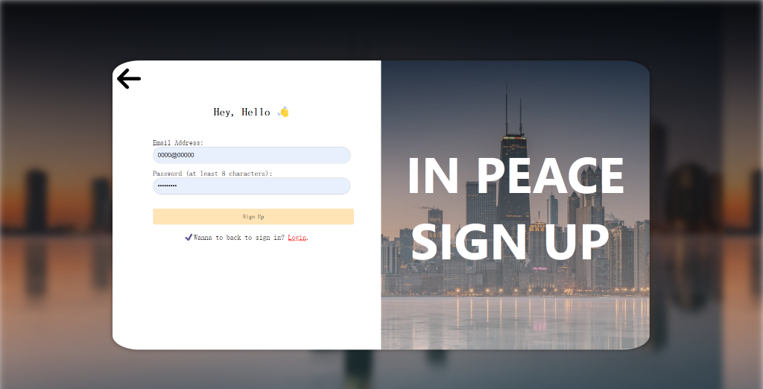 Hey, Hello 👋
Email Address:
0000@00000
Password (at least 8 characters):
•••••••••
Sign Up
✔Wanna to back to sign in? Login.
IN PEACE
SIGN UP